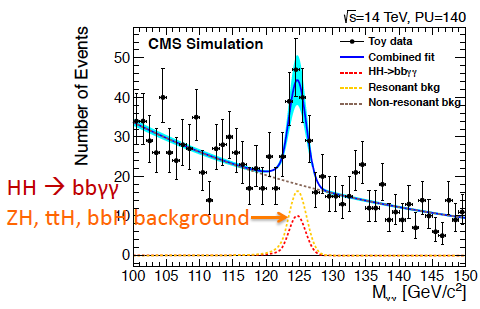 √s=14 TeV, PU=140
CMS Simulation
Toy data
Combined fit
HH->bbγγ
Resonant bkg
Non-resonant bkg
Number of Events
50
40
30
20
10
0
HH → bbγγ
ZH, ttH, bbH background
100 105 110 115 120 125 130 135 140 145 150
Mγγ [GeV/c²]